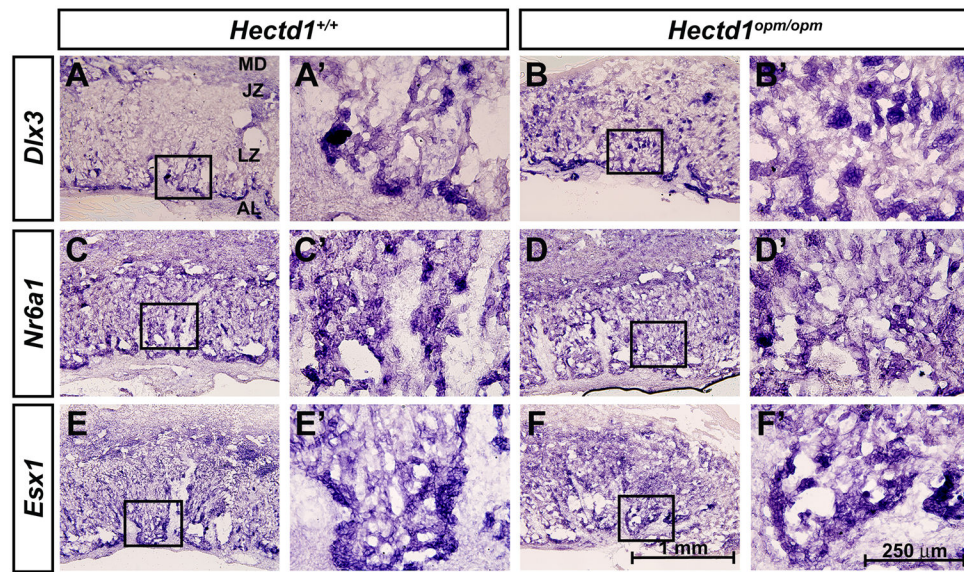 Hectd1+/+
Hectd1opm/opm
Dlx3
A
MD
JZ
LZ
AL
A'
B
B'
Nr6a1
C
C'
D
D'
Esx1
E
E'
F
1 mm
F'
250 μm